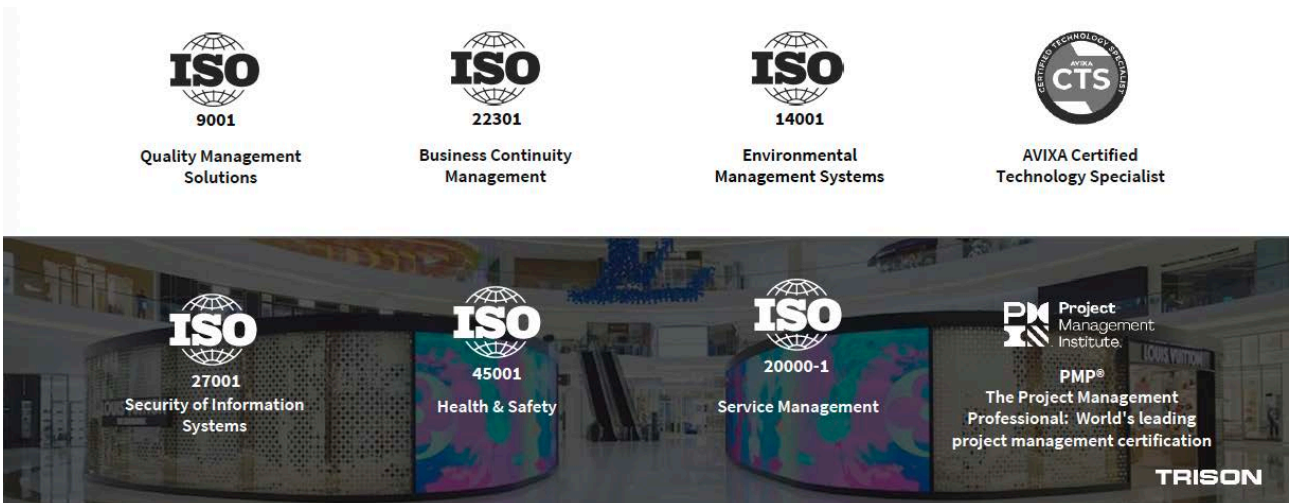 ISO
9001
Quality Management
Solutions
ISO
22301
Business Continuity
Management
ISO
14001
Environmental
Management Systems
CERTIFIED TECHNOLOGY SPECIALIST
AVIXA
CTS
AVIXA Certified
Technology Specialist
ISO
27001
Security of Information
Systems
ISO
45001
Health & Safety
ISO
20000-1
Service Management
Project
Management
Institute.
PMP®
The Project Management
Professional: World's leading
project management certification
LOUIS VUITTON
TRISON